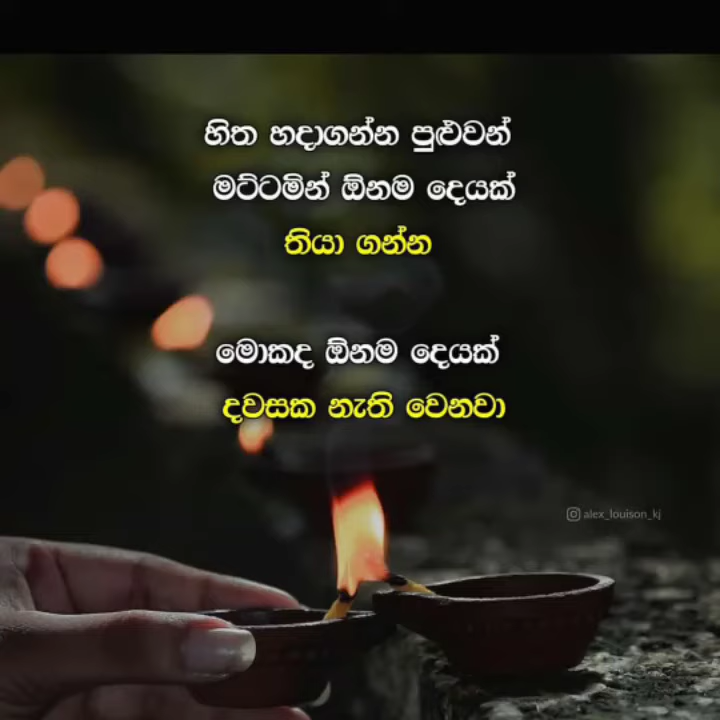 හිත හදාගන්න පුළුවන්
මට්ටමින් ඕනම දෙයක්
තියා ගන්න
මොකද ඕනම දෙයක්
දවසක නැති වෙනවා
alex_louison_kj